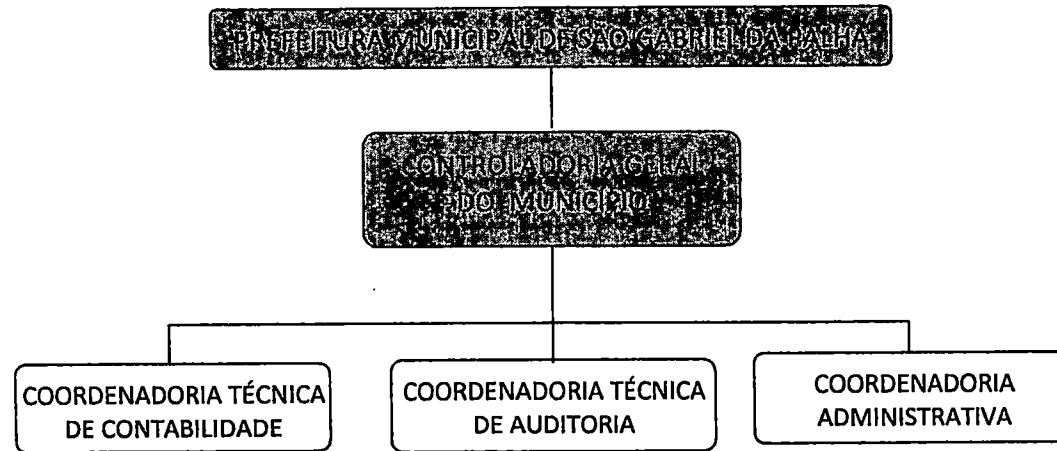 PREFEITURA MUNICIPAL DE SAO GABRIEL DA PALHA
CONTROLADORIA GERAL
DO MUNICÍPIO
COORDENADORIA TÉCNICA
DE CONTABILIDADE
COORDENADORIA TÉCNICA
DE AUDITORIA
COORDENADORIA
ADMINISTRATIVA